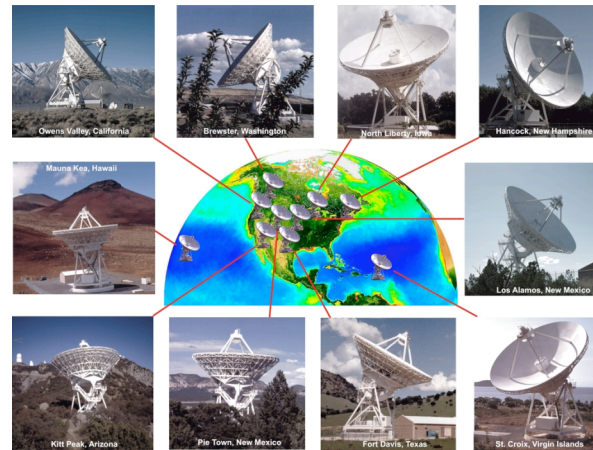 Owens Valley, California
Brewster, Washington
North Liberty, Iowa
Hancock, New Hampshire
Mauna Kea, Hawaii
Los Alamos, New Mexico
Kitt Peak, Arizona
Pie Town, New Mexico
Fort Davis, Texas
St. Croix, Virgin Islands